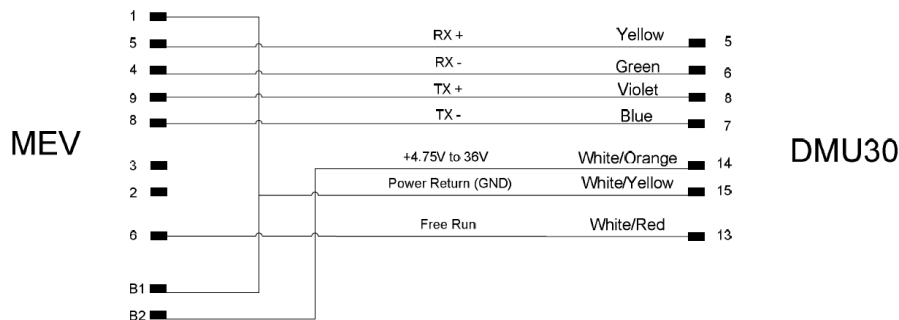 1
5 RX + Yellow 5
4 RX - Green 6
9 TX + Violet 8
8 TX - Blue 7
MEV DMU30
3 +4.75V to 36V White/Orange 14
2 Power Return (GND) White/Yellow 15
6 Free Run White/Red 13
B1
B2